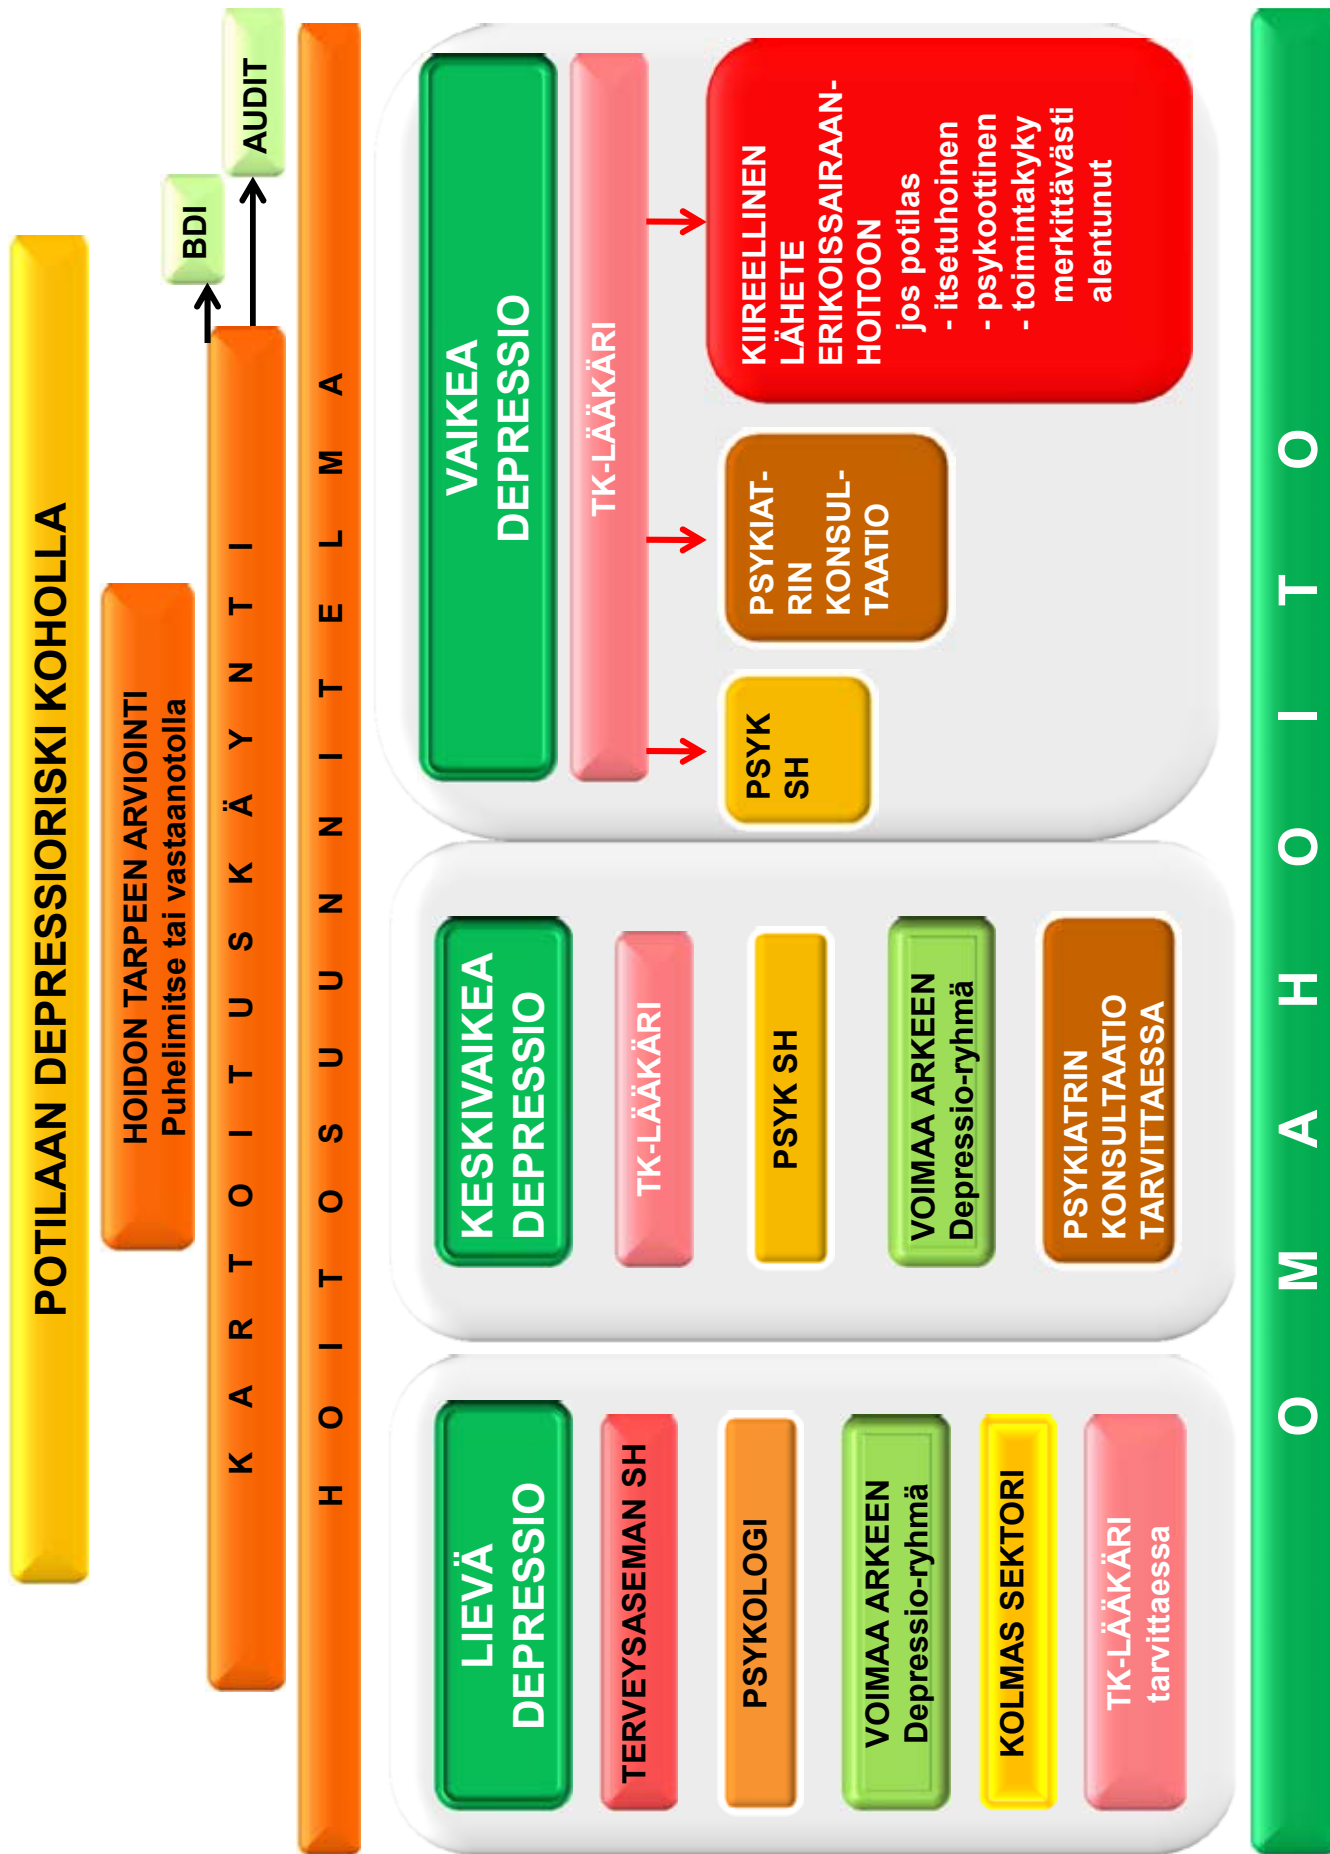 POTILAAN DEPRESSIORISKI KOHOLLA
HOIDON TARPEEN ARVIOINTI
Puhelimitse tai vastaanotolla
K A R T O I T U S K Ä Y N T I
BDI
AUDIT
H O I T O S U U N N I T E L M A
LIEVÄ
DEPRESSIO
TERVEYSASEMAN SH
PSYKOLOGI
VOIMAA ARKEEN
Depressio-ryhmä
KOLMAS SEKTORI
TK-LÄÄKÄRI
tarvittaessa
KESKIVAIKEA
DEPRESSIO
TK-LÄÄKÄRI
PSYK SH
VOIMAA ARKEEN
Depressio-ryhmä
PSYKIATRIN
KONSULTAATIO
TARVITTAESSA
VAIKEA
DEPRESSIO
TK-LÄÄKÄRI
PSYK
SH
PSYKIAT-
RIN
KONSUL-
TAATIO
KIIREELLINEN
LÄHETE
ERIKOISSAIRAAN-
HOITOON
jos potilas
- itsetuhoinen
- psykoottinen
- toimintakyky
merkittävästi
alentunut
O M A H O I T O